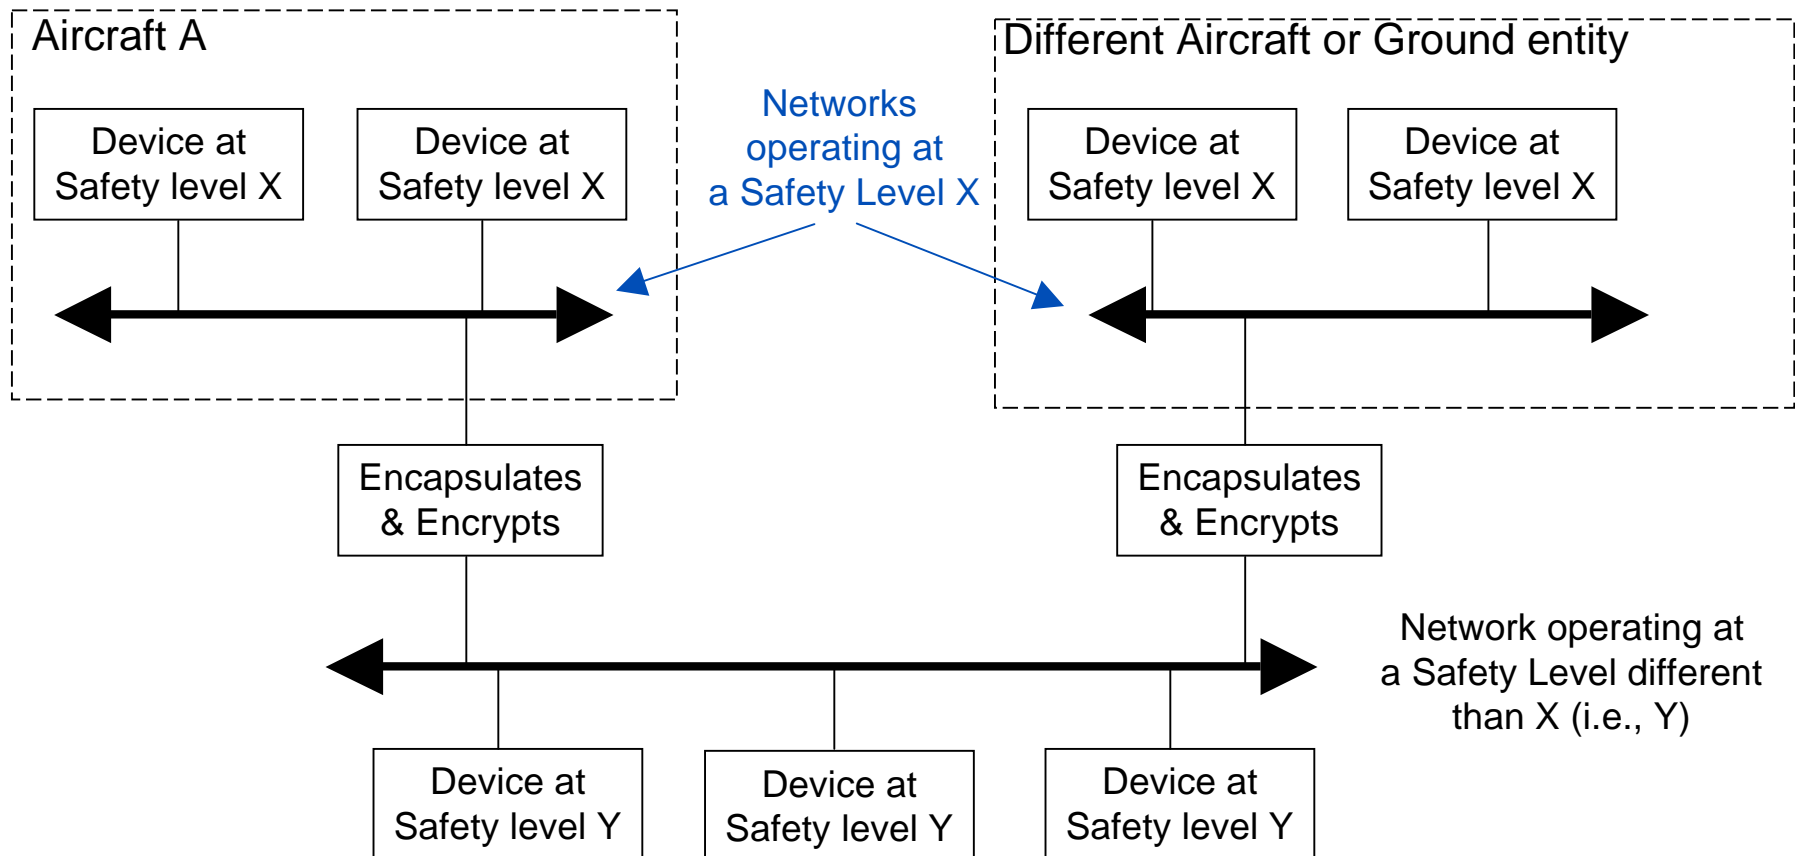 Aircraft A
Different Aircraft or Ground entity
Device at
Safety level X
Device at
Safety level X
Networks
operating at
a Safety Level X
Device at
Safety level X
Device at
Safety level X
Encapsulates
& Encrypts
Encapsulates
& Encrypts
Network operating at
a Safety Level different
than X (i.e., Y)
Device at
Safety level Y
Device at
Safety level Y
Device at
Safety level Y